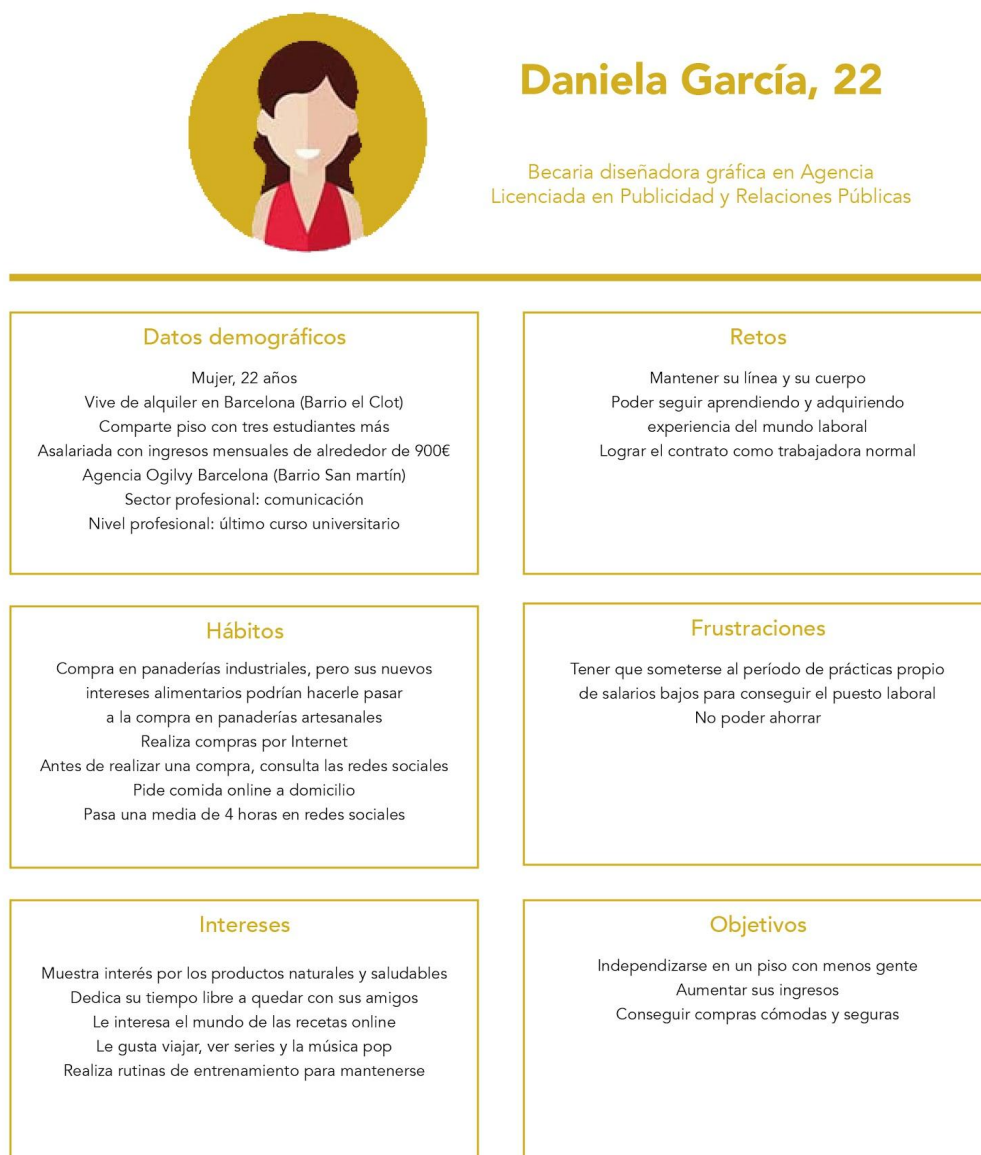 Daniela García, 22
Becaria diseñadora gráfica en Agencia
Licenciada en Publicidad y Relaciones Públicas
Datos demográficos
Mujer, 22 años
Vive de alquiler en Barcelona (Barrio el Clot)
Comparte piso con tres estudiantes más
Asalariada con ingresos mensuales de alrededor de 900€
Agencia Ogilvy Barcelona (Barrio San martín)
Sector profesional: comunicación
Nivel profesional: último curso universitario
Retos
Mantener su línea y su cuerpo
Poder seguir aprendiendo y adquiriendo
experiencia del mundo laboral
Lograr el contrato como trabajadora normal
Hábitos
Compra en panaderías industriales, pero sus nuevos
intereses alimentarios podrían hacerle pasar
a la compra en panaderías artesanales
Realiza compras por Internet
Antes de realizar una compra, consulta las redes sociales
Pide comida online a domicilio
Pasa una media de 4 horas en redes sociales
Frustraciones
Tener que someterse al período de prácticas propio
de salarios bajos para conseguir el puesto laboral
No poder ahorrar
Intereses
Muestra interés por los productos naturales y saludables
Dedica su tiempo libre a quedar con sus amigos
Le interesa el mundo de las recetas online
Le gusta viajar, ver series y la música pop
Realiza rutinas de entrenamiento para mantenerse
Objetivos
Independizarse en un piso con menos gente
Aumentar sus ingresos
Conseguir compras cómodas y seguras